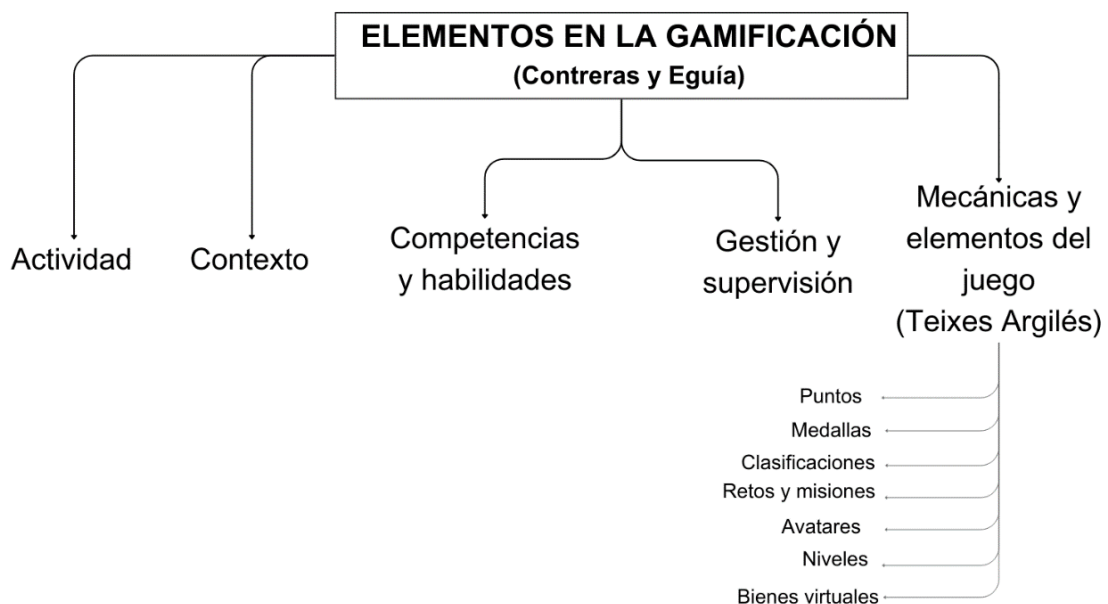 ELEMENTOS EN LA GAMIFICACIÓN
(Contreras y Eguía)
Actividad
Contexto
Competencias
y habilidades
Gestión y
supervisión
Mecánicas y
elementos del
juego
(Teixes Argilés)
Puntos
Medallas
Clasificaciones
Retos y misiones
Avatares
Niveles
Bienes virtuales